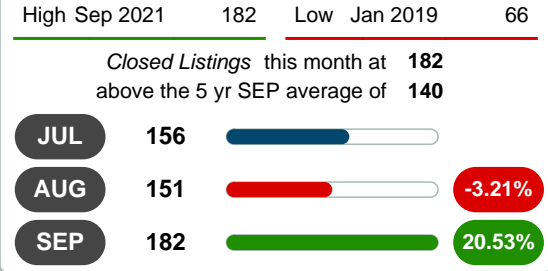 High Sep 2021 182 Low Jan 2019 66
Closed Listings this month at 182
above the 5 yr SEP average of 140
JUL 156
AUG 151 -3.21%
SEP 182 20.53%